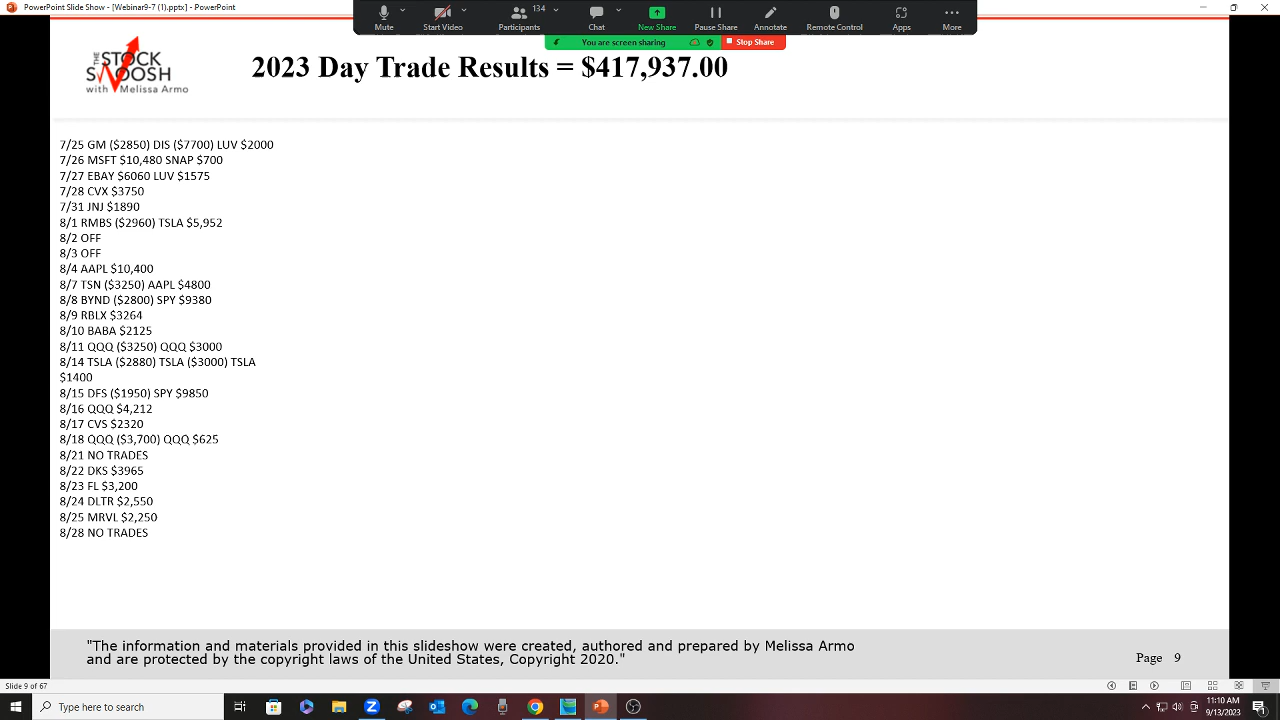 PowerPoint Slide Show - [Webinar9-7 (1).pptx] - PowerPoint
134
Mute
Start Video
Participants
Chat
New Share
Pause Share
Annotate
Remote Control
Apps
More
You are screen sharing
Stop Share
THE STOCK
SWOOSH
with Melissa Armo
2023 Day Trade Results = $417,937.00
7/25 GM ($2850) DIS ($7700) LUV $2000
7/26 MSFT $10,480 SNAP $700
7/27 EBAY $6060 LUV $1575
7/28 CVX $3750
7/31 JNJ $1890
8/1 RMBS ($2960) TSLA $5,952
8/2 OFF
8/3 OFF
8/4 AAPL $10,400
8/7 TSN ($3250) AAPL $4800
8/8 BYND ($2800) SPY $9380
8/9 RBLX $3264
8/10 BABA $2125
8/11 QQQ ($3250) QQQ $3000
8/14 TSLA ($2880) TSLA ($3000) TSLA
$1400
8/15 DFS ($1950) SPY $9850
8/16 QQQ $4,212
8/17 CVS $2320
8/18 QQQ ($3,700) QQQ $625
8/21 NO TRADES
8/22 DKS $3965
8/23 FL $3,200
8/24 DLTR $2,550
8/25 MRVL $2,250
8/28 NO TRADES
"The information and materials provided in this slideshow were created, authored and prepared by Melissa Armo
and are protected by the copyright laws of the United States, Copyright 2020."
Page 9
Slide 9 of 67
Type here to search
11:10 AM
9/13/2023